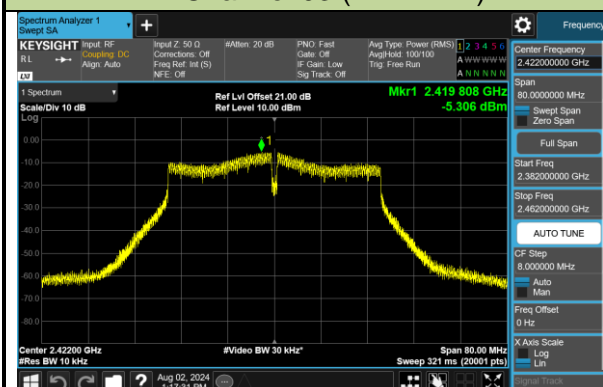 Spectrum Analyzer 1
Swept SA
+
Frequency
KEYSIGHT
RL
Input: RF
Coupling: DC
Align: Auto
Input Z: 50 Ω
Corrections: Off
Freq Ref: Int (S)
NFE: Off
#Atten: 20 dB
PNO: Fast
Gate: Off
IF Gain: Low
Sig Track: Off
Avg Type: Power (RMS)
Avg|Hold: 100/100
Trig: Free Run
1 2 3 4 5 6
A W W W W W
A N N N N N
Center Frequency
2.422000000 GHz
Span
80.0000000 MHz
Swept Span
Zero Span
Full Span
Start Freq
2.382000000 GHz
Stop Freq
2.462000000 GHz
AUTO TUNE
CF Step
8.000000 MHz
Auto
Man
Freq Offset
0 Hz
X Axis Scale
Log
Lin
Signal Track
1 Spectrum
Scale/Div 10 dB
Log
Ref Lvl Offset 21.00 dB
Ref Level 10.00 dBm
Mkr1 2.419 808 GHz
-5.306 dBm
1
0.00
-10.0
-20.0
-30.0
-40.0
-50.0
-60.0
-70.0
-80.0
Center 2.42200 GHz
#Res BW 10 kHz
#Video BW 30 kHz*
Span 80.00 MHz
Sweep 321 ms (20001 pts)
?
Aug 02, 2024